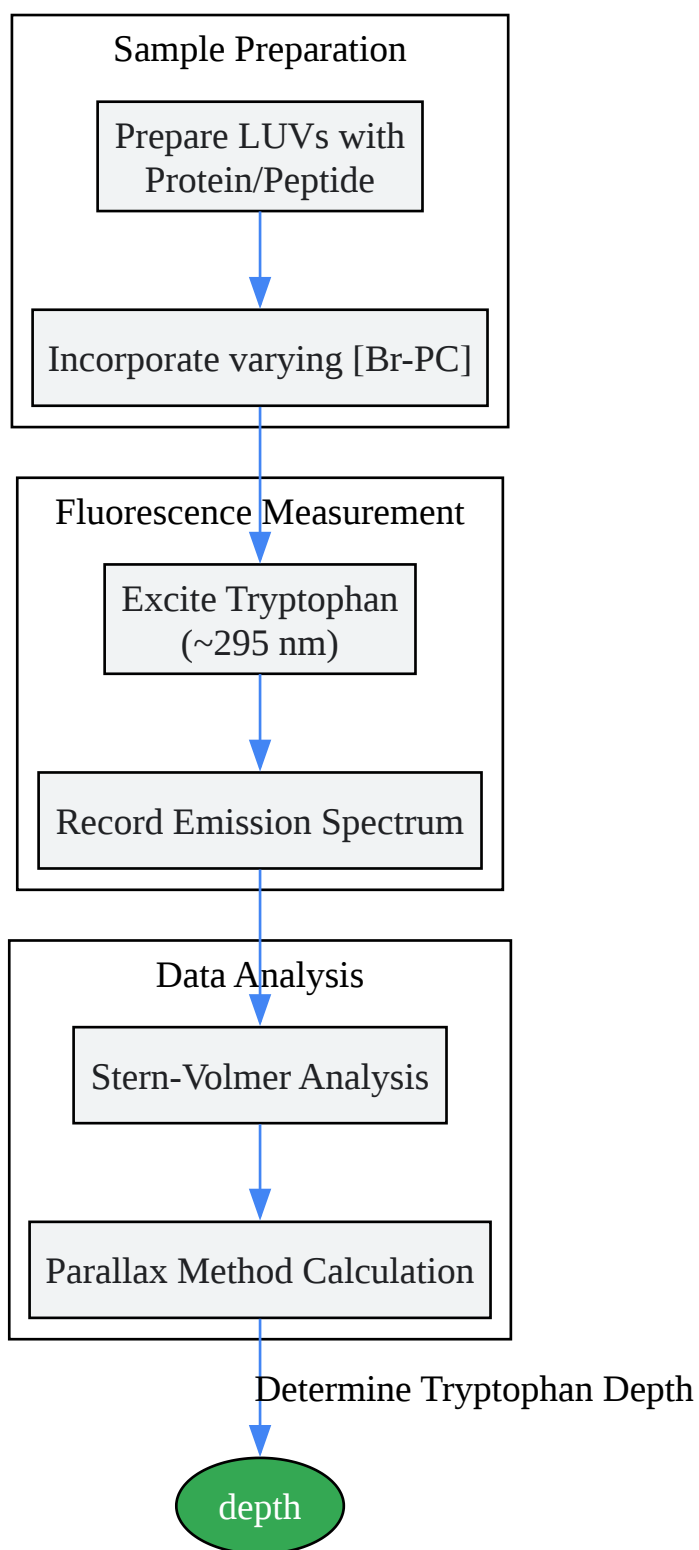 Sample Preparation
Prepare LUVs with
Protein/Peptide
Incorporate varying [Br-PC]
Fluorescence Measurement
Excite Tryptophan
(~295 nm)
Record Emission Spectrum
Data Analysis
Stern-Volmer Analysis
Parallax Method Calculation
Determine Tryptophan Depth
depth